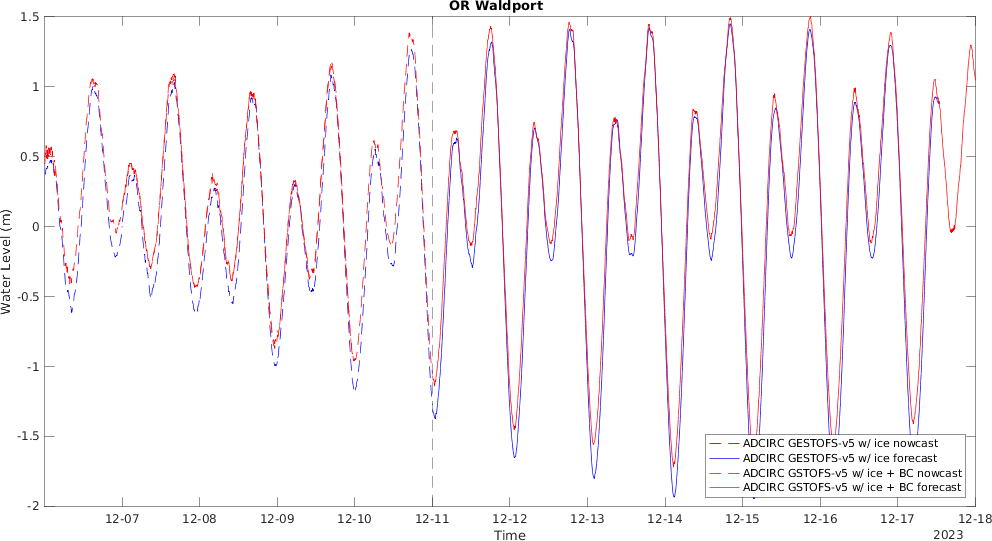 OR Waldport
1.5
1
0.5
0
-0.5
-1
-1.5
-2
Water Level (m)
ADCIRC GESTOFS-v5 w/ ice nowcast
ADCIRC GESTOFS-v5 w/ ice forecast
ADCIRC GSTOFS-v5 w/ ice + BC nowcast
ADCIRC GSTOFS-v5 w/ ice + BC forecast
12-07 12-08 12-09 12-10 12-11 12-12 12-13 12-14 12-15 12-16 12-17 12-18
Time
2023